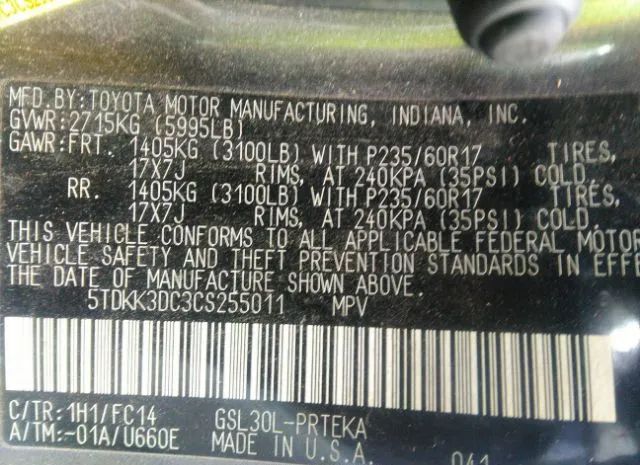 MFD.BY:TOYOTA MOTOR MANUFACTURING, INDIANA, INC.
GVWR:2715KG (5995LB)
GAWR:FRT. 1405KG (3100LB) WITH P235/60R17 TIRES,
17X7J RIMS, AT 240KPA (35PSI) COLD,
RR. 1405KG (3100LB) WITH P235/60R17 TIRES,
17X7J RIMS, AT 240KPA (35PSI) COLD.
THIS VEHICLE CONFORMS TO ALL APPLICABLE FEDERAL MOTOR
VEHICLE SAFETY AND THEFT PREVENTION STANDARDS IN EFFE
THE DATE OF MANUFACTURE SHOWN ABOVE.
5TDKK3DC3CS255011 MPV
C/TR:1H1/FC14 GSL30L-PRTEKA
A/TM:-01A/U660E MADE IN U.S.A.